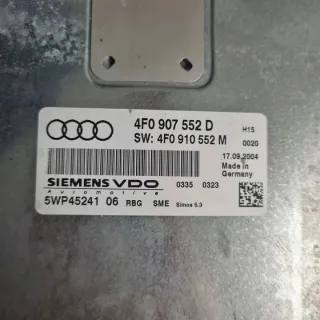 4F0 907 552 D H15
SW: 4F0 910 552 M 0020
17.09.2004
Made in
Germany
SIEMENS VDO 0335 0323
Automotive
5WP45241 06 RBG SME Simos 6.3